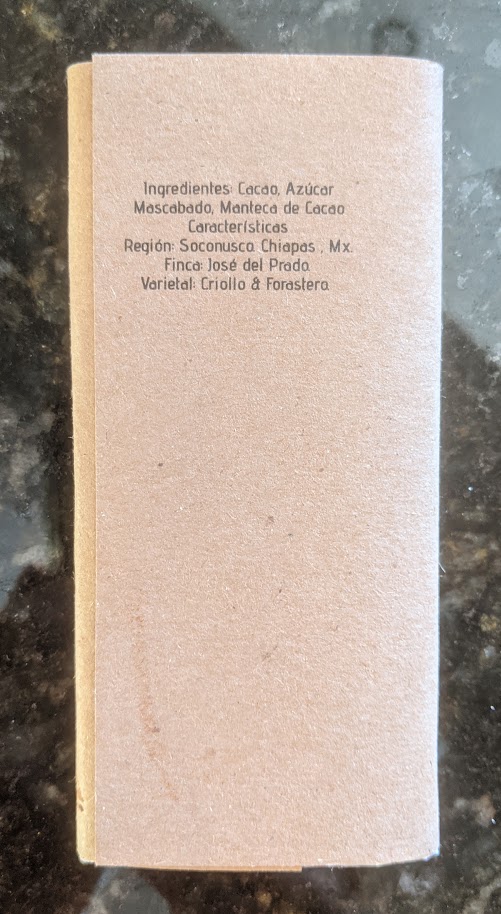 Ingredientes: Cacao, Azúcar
Mascabado, Manteca de Cacao
Características
Región: Soconusco. Chiapas , Mx.
Finca: José del Prado.
Varietal: Criollo & Forastero.